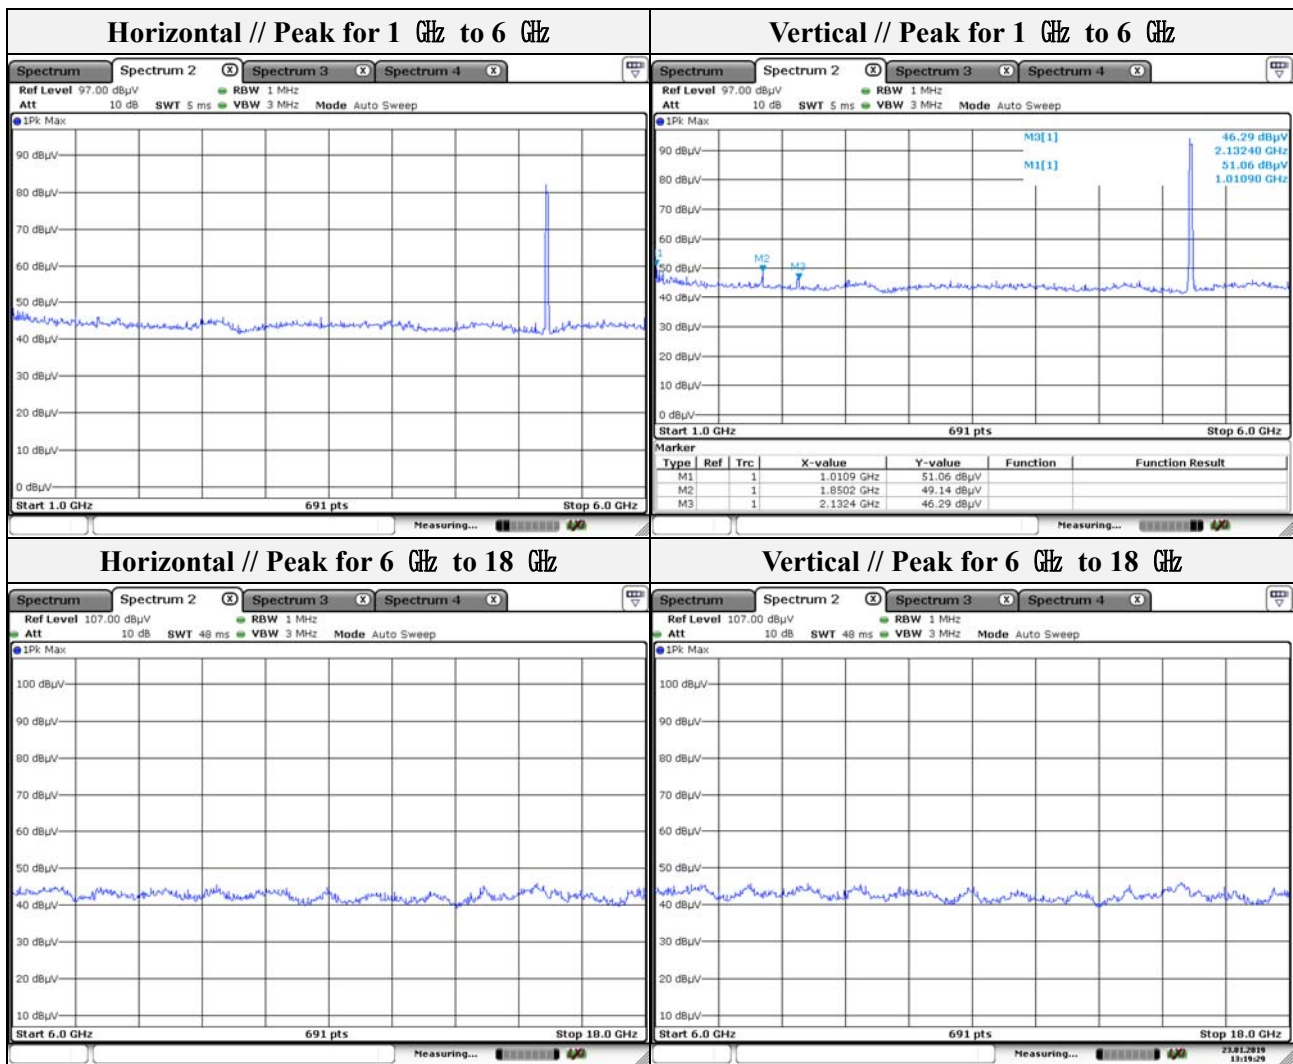 Horizontal // Peak for 1 ㎓ to 6 ㎓
Spectrum Spectrum 2 X Spectrum 3 X Spectrum 4 X
Ref Level 97.00 dBµV RBW 1 MHz
Att 10 dB SWT 5 ms VBW 3 MHz Mode Auto Sweep
1Pk Max
90 dBµV
80 dBµV
70 dBµV
60 dBµV
50 dBµV
40 dBµV
30 dBµV
20 dBµV
10 dBµV
0 dBµV
Start 1.0 GHz 691 pts Stop 6.0 GHz
Measuring...
Vertical // Peak for 1 ㎓ to 6 ㎓
Spectrum Spectrum 2 X Spectrum 3 X Spectrum 4 X
Ref Level 97.00 dBµV RBW 1 MHz
Att 10 dB SWT 5 ms VBW 3 MHz Mode Auto Sweep
1Pk Max
M3[1] 46.29 dBµV
2.13240 GHz
M1[1] 51.06 dBµV
1.01090 GHz
90 dBµV
80 dBµV
70 dBµV
60 dBµV
M2
M3
50 dBµV
40 dBµV
30 dBµV
20 dBµV
10 dBµV
0 dBµV
Start 1.0 GHz 691 pts Stop 6.0 GHz
Marker
Type Ref Trc X-value Y-value Function Function Result
M1 1 1.0109 GHz 51.06 dBµV
M2 1 1.8502 GHz 49.14 dBµV
M3 1 2.1324 GHz 46.29 dBµV
Measuring...
Horizontal // Peak for 6 ㎓ to 18 ㎓
Spectrum Spectrum 2 X Spectrum 3 X Spectrum 4 X
Ref Level 107.00 dBµV RBW 1 MHz
Att 10 dB SWT 48 ms VBW 3 MHz Mode Auto Sweep
1Pk Max
100 dBµV
90 dBµV
80 dBµV
70 dBµV
60 dBµV
50 dBµV
40 dBµV
30 dBµV
20 dBµV
10 dBµV
Start 6.0 GHz 691 pts Stop 18.0 GHz
Measuring...
Vertical // Peak for 6 ㎓ to 18 ㎓
Spectrum Spectrum 2 X Spectrum 3 X Spectrum 4 X
Ref Level 107.00 dBµV RBW 1 MHz
Att 10 dB SWT 48 ms VBW 3 MHz Mode Auto Sweep
1Pk Max
100 dBµV
90 dBµV
80 dBµV
70 dBµV
60 dBµV
50 dBµV
40 dBµV
30 dBµV
20 dBµV
10 dBµV
Start 6.0 GHz 691 pts Stop 18.0 GHz
Measuring... 23.01.2019
13:19:29